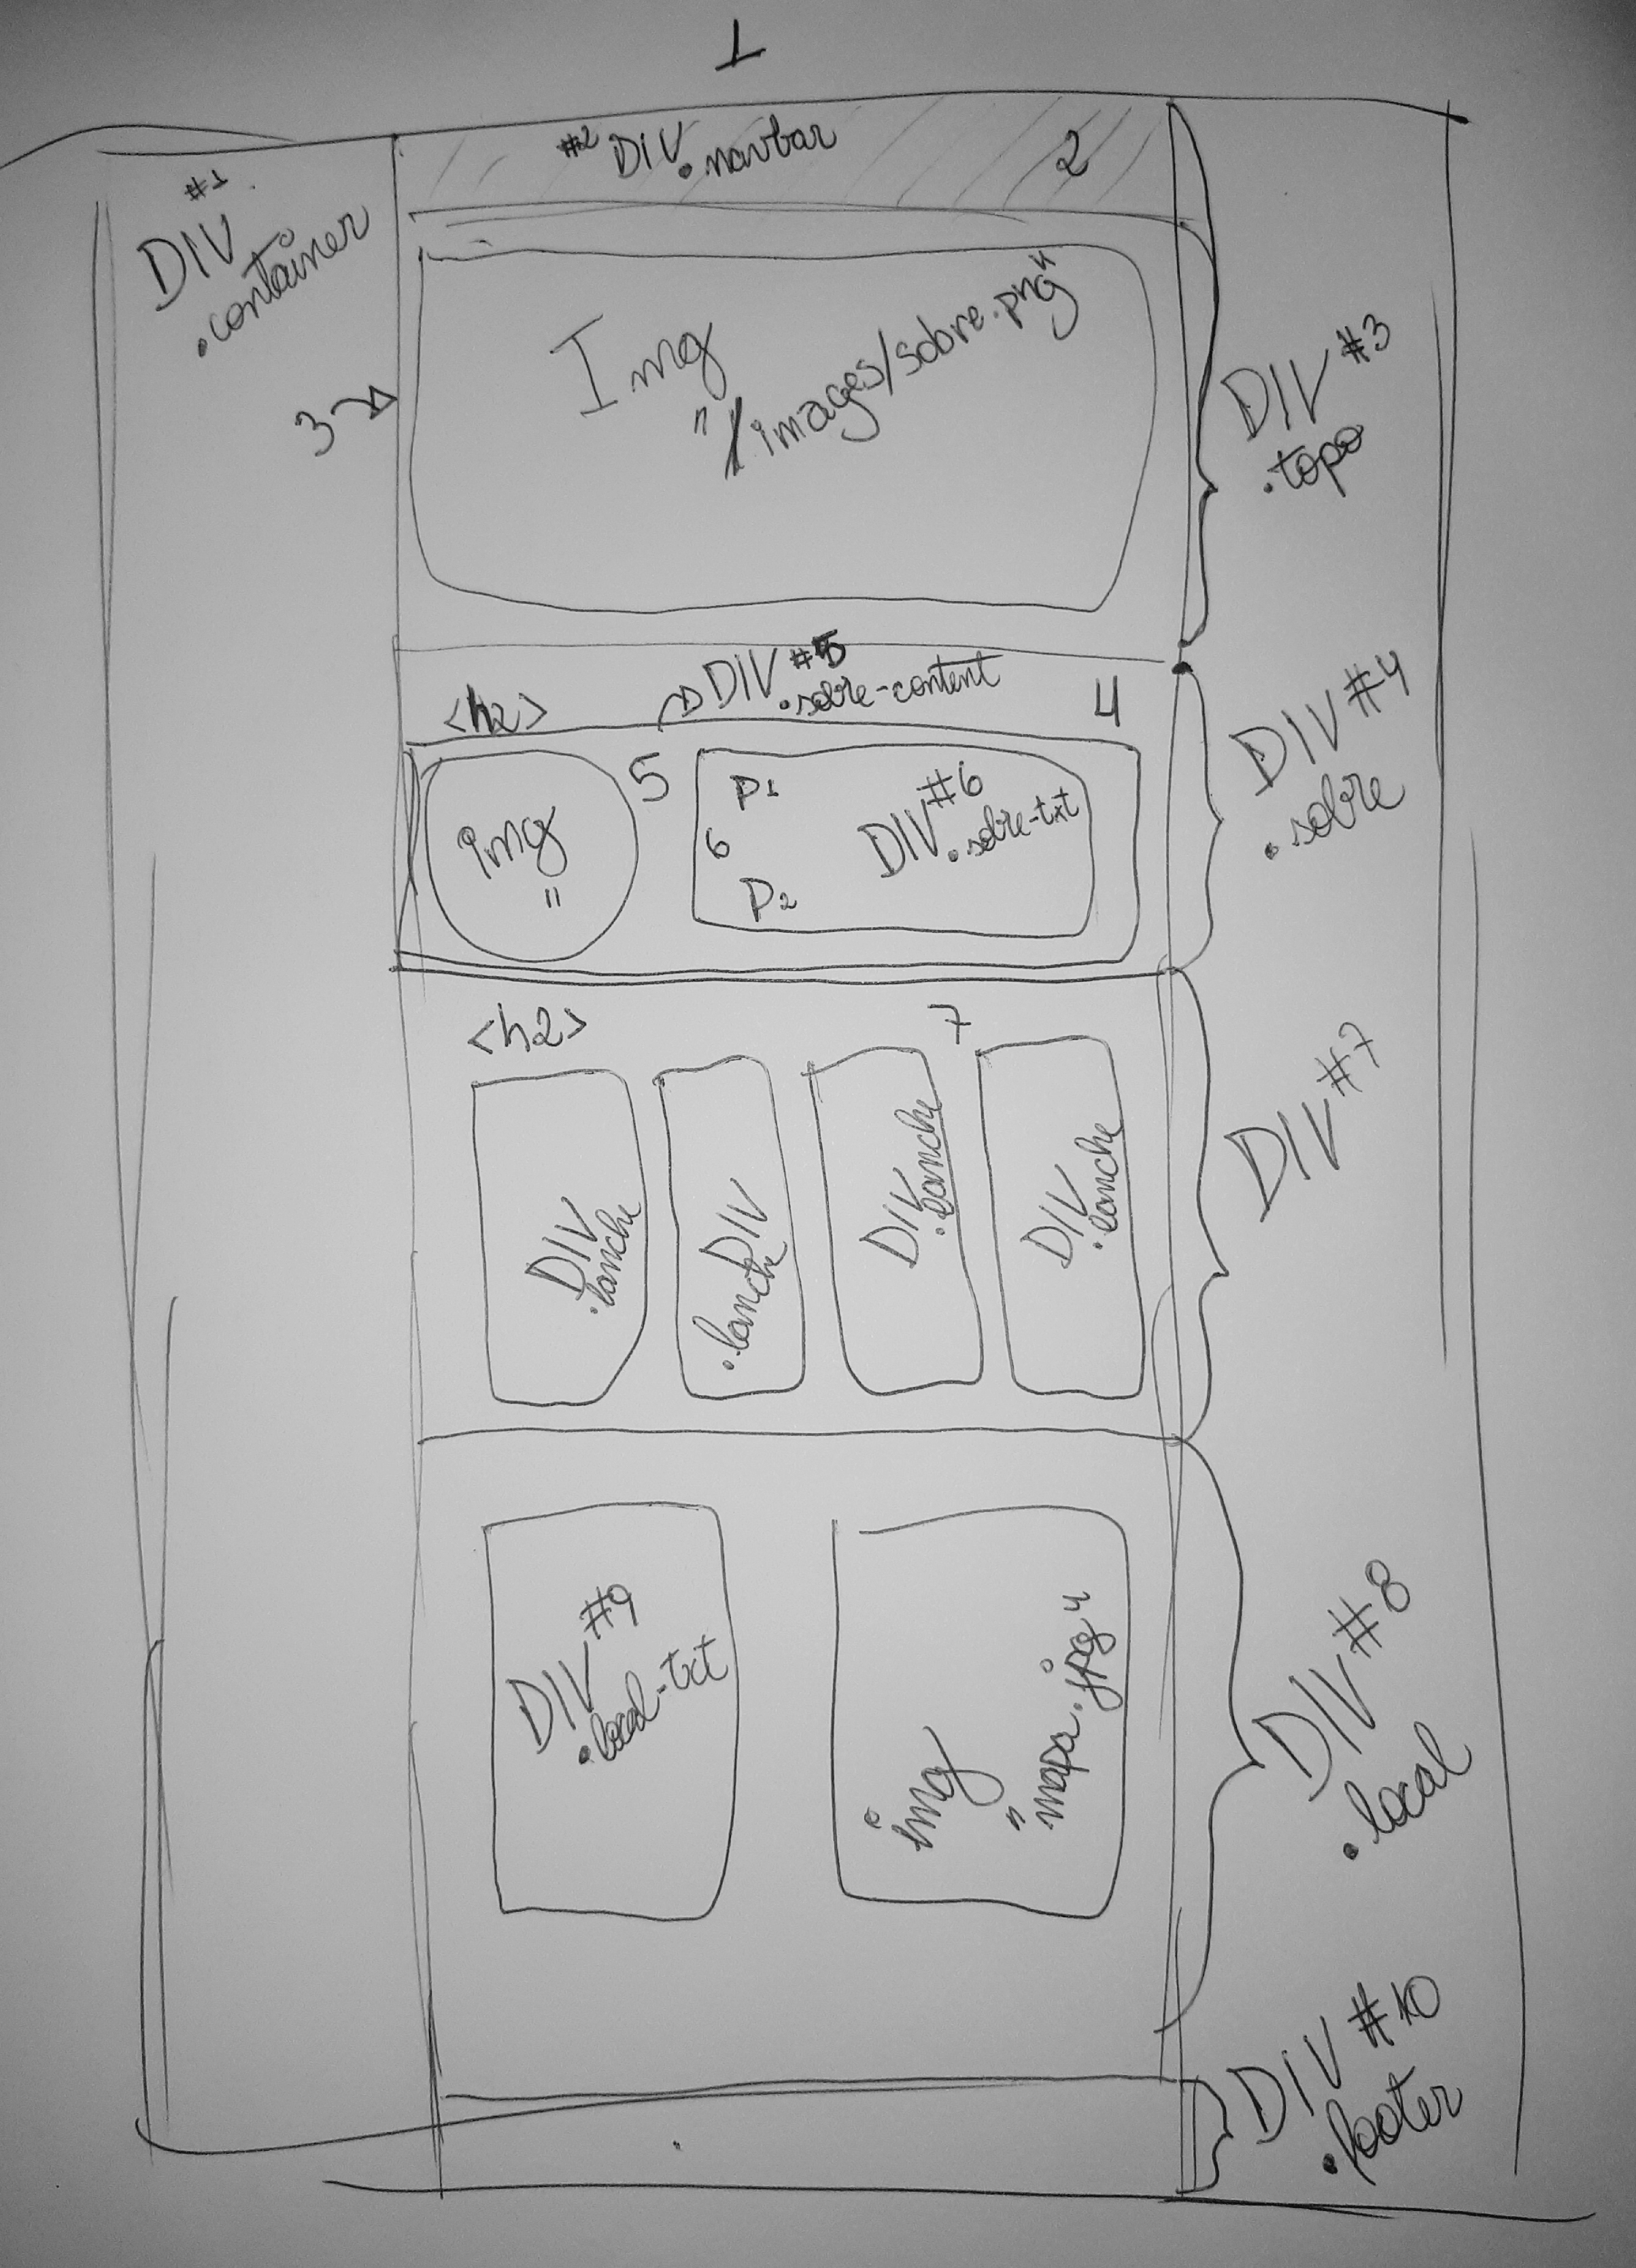 1
#2 DIV .navbar 2
#1
DIV
.container
Img
"/images/sobre.png"
3
DIV #3
.topo
<h2>
DIV #5
.sobre-content
4
img
"
5
P1
6
P2
DIV #6
.sobre-txt
DIV #4
.sobre
<h2>
7
DIV
.lanche
DIV
.lanche
DIV
.lanche
DIV
.lanche
DIV #7
DIV #9
.local-txt
img
"mapa.jpg"
DIV #8
.local
DIV #10
.footer